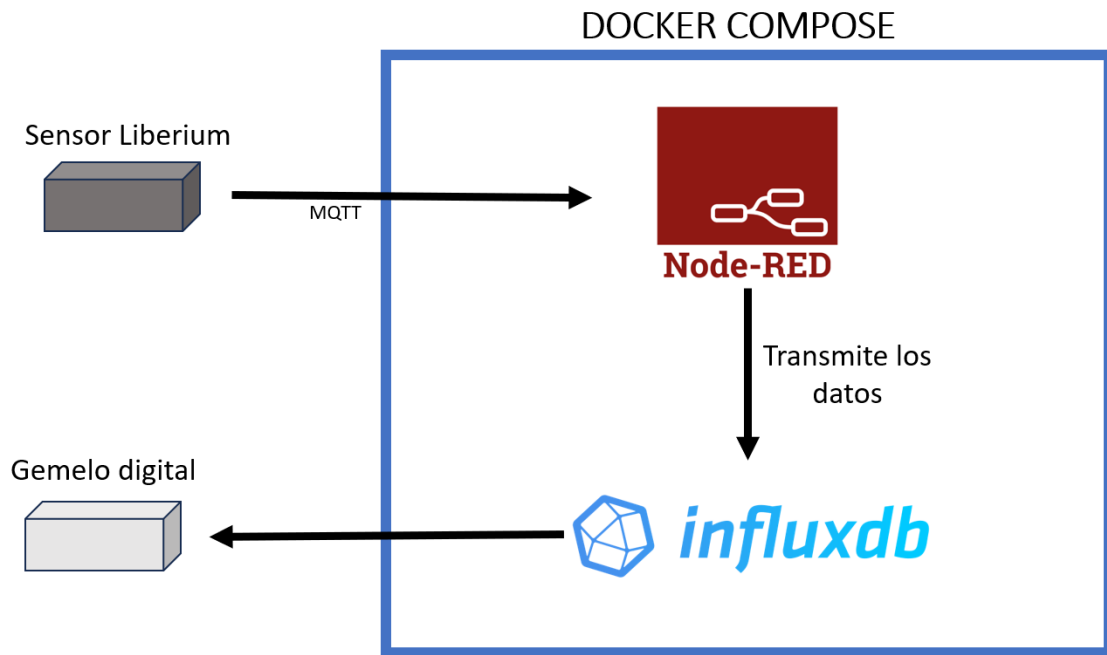 DOCKER COMPOSE
Sensor Liberium
MQTT
Node-RED
Transmite los
datos
Gemelo digital
influxdb